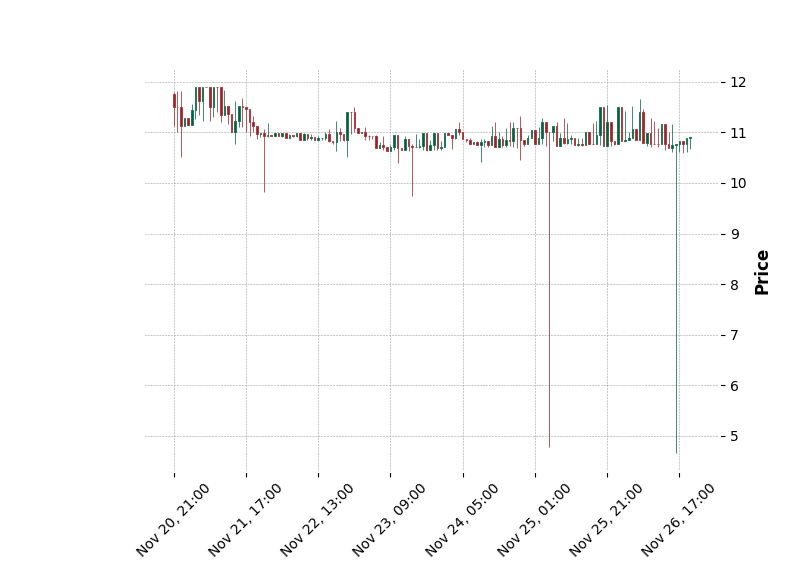 12
11
10
9
8
7
6
5
Price
Nov 20, 21:00
Nov 21, 17:00
Nov 22, 13:00
Nov 23, 09:00
Nov 24, 05:00
Nov 25, 01:00
Nov 25, 21:00
Nov 26, 17:00